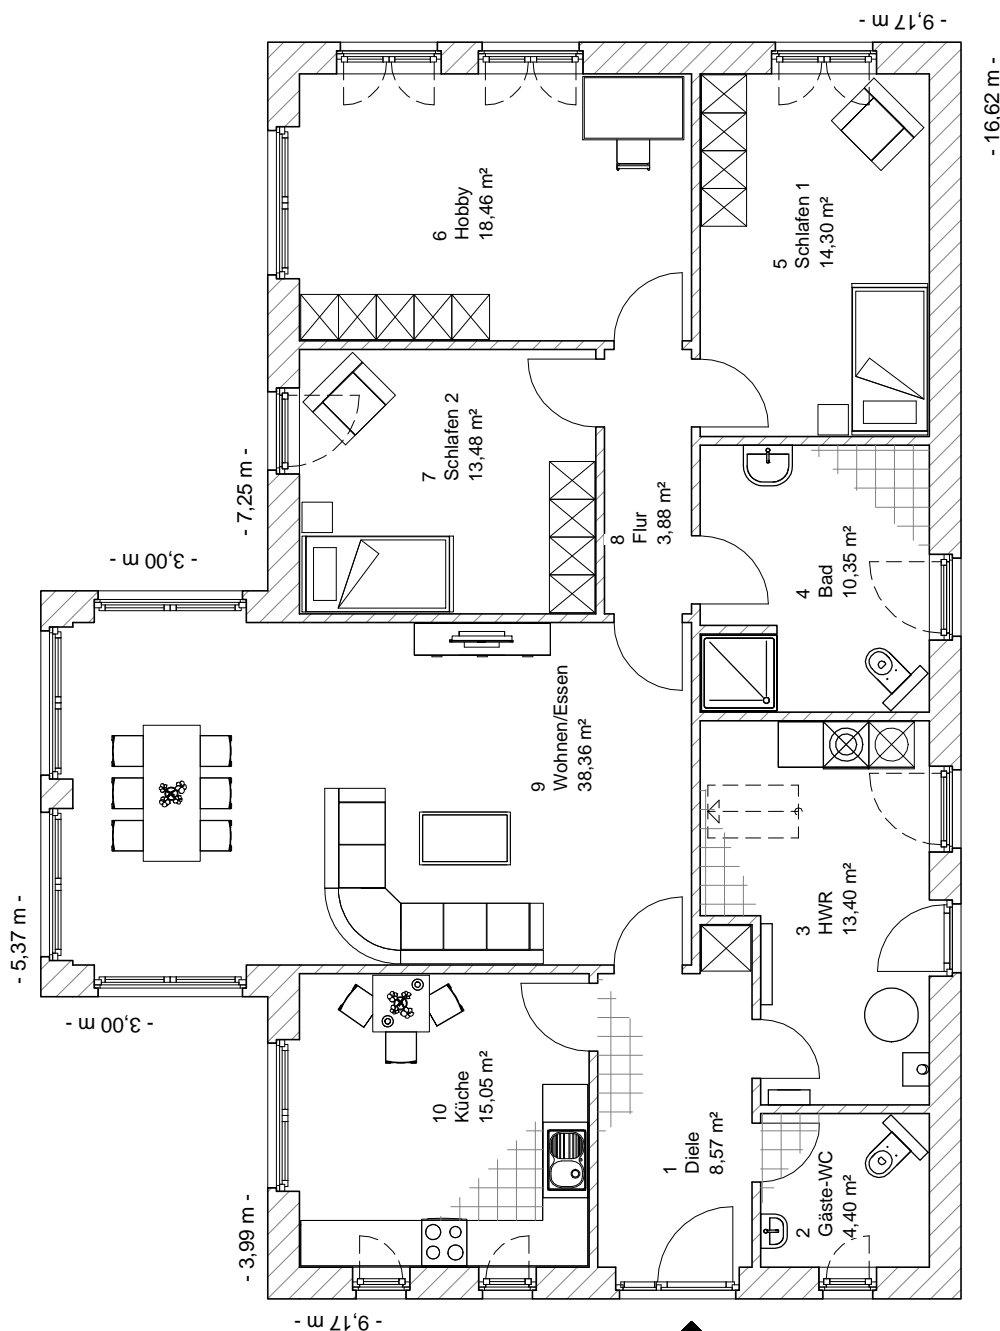 - 9,17 m -
- 16,62 m -
6
Hobby
18,46 m²
5
Schlafen 1
14,30 m²
7
Schlafen 2
13,48 m²
- 7,25 m -
- 3,00 m -
8
Flur
3,88 m²
4
Bad
10,35 m²
9
Wohnen/Essen
38,36 m²
- 5,37 m -
- 3,00 m -
3
HWR
13,40 m²
10
Küche
15,05 m²
1
Diele
8,57 m²
2
Gäste-WC
4,40 m²
- 3,99 m -
- 9,17 m -